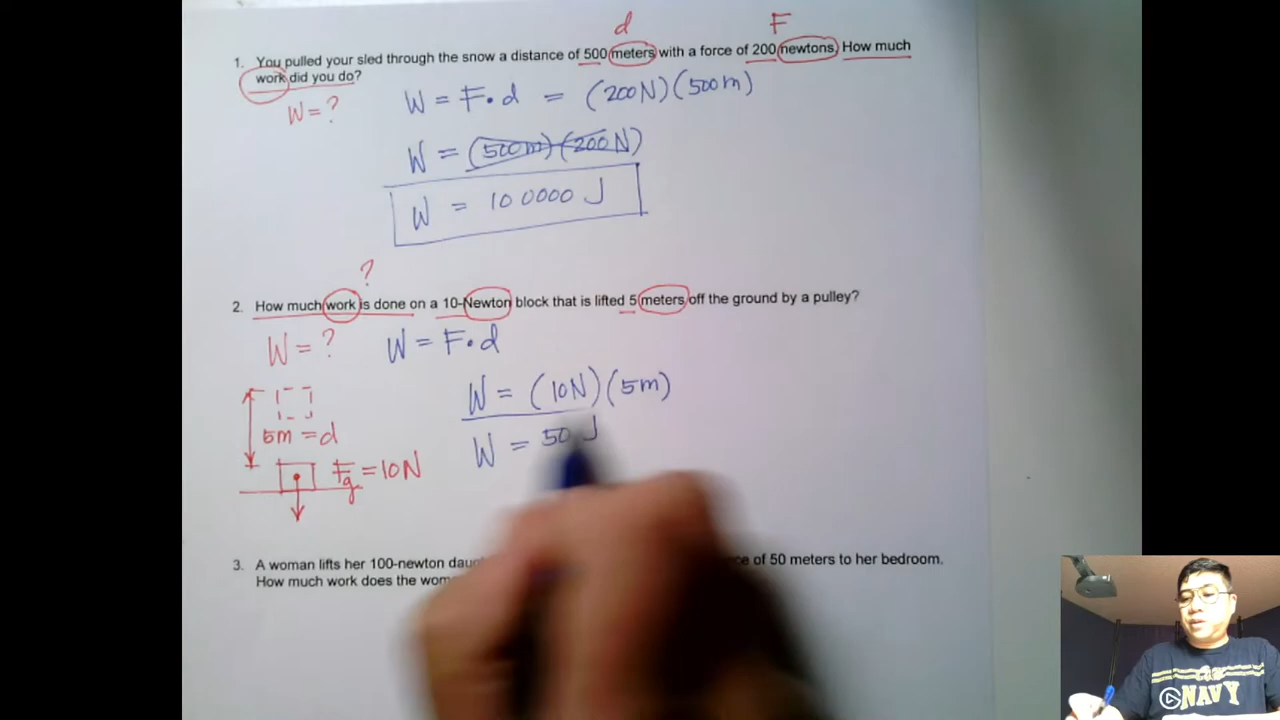 d F
1. You pulled your sled through the snow a distance of 500 meters with a force of 200 newtons. How much
work did you do?
W = ? W = F • d = (200N)(500m)
W = (500m)(200N)
W = 100000 J
?
2. How much work is done on a 10-Newton block that is lifted 5 meters off the ground by a pulley?
W = ? W = F • d
W = (10N)(5m)
5m = d
W = 50 J
Fg = 10N
3. A woman lifts her 100-newton of 50 meters to her bedroom.
How much work does the
NAVY